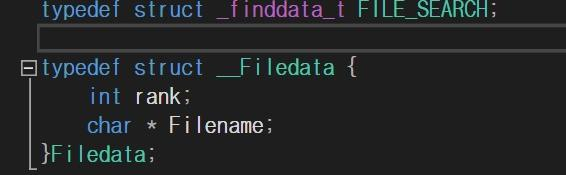 typedef struct _finddata_t FILE_SEARCH;
typedef struct __Filedata {
    int rank;
    char * Filename;
}Filedata;